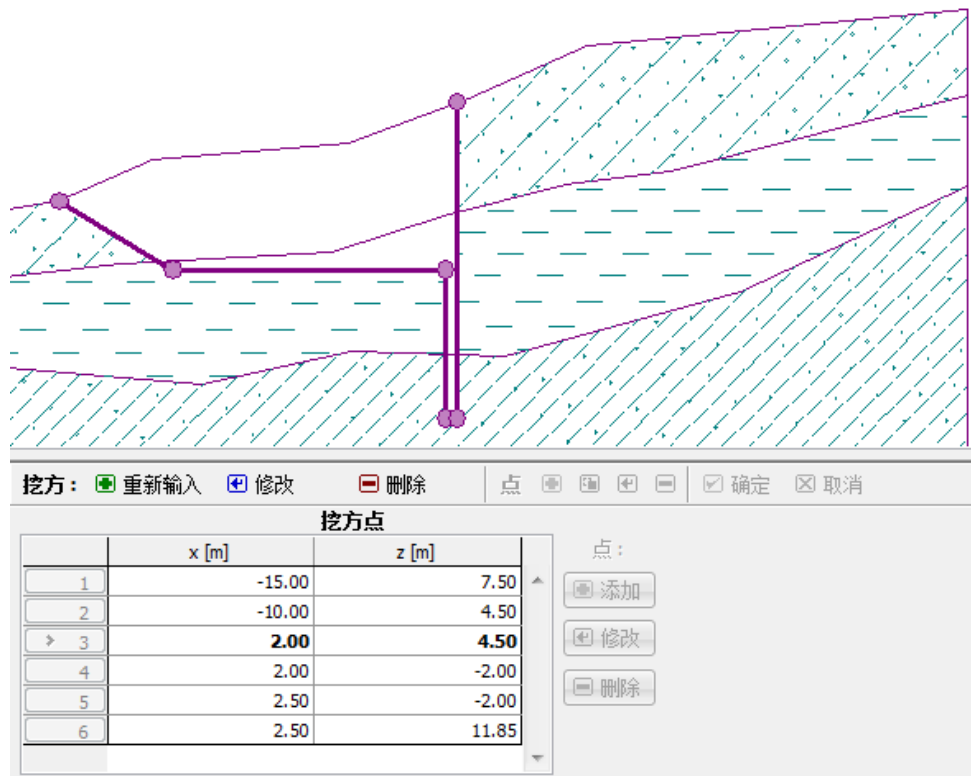 挖方： 重新输入 修改 删除 点 确定 取消
挖方点
x [m] z [m]
点：
1 -15.00 7.50
添加
2 -10.00 4.50
> 3 2.00 4.50
修改
4 2.00 -2.00
删除
5 2.50 -2.00
6 2.50 11.85